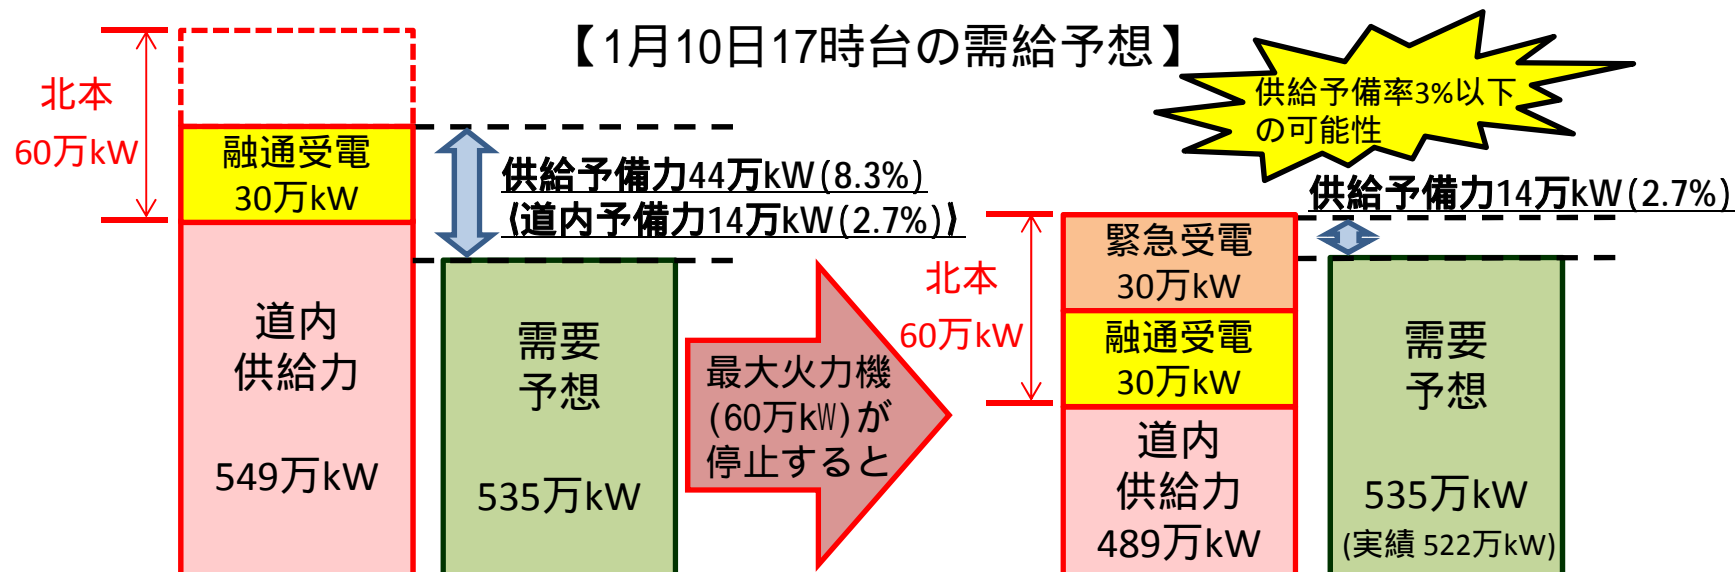 【1月10日17時台の需給予想】
北本
60万kW
融通受電
30万kW
供給予備力44万kW(8.3%)
(道内予備力14万kW(2.7%))
道内
供給力
549万kW
需要
予想
535万kW
最大火力機
(60万kW)が
停止すると
供給予備率3%以下
の可能性
供給予備力14万kW(2.7%)
北本
60万kW
緊急受電
30万kW
融通受電
30万kW
道内
供給力
489万kW
需要
予想
535万kW
(実績 522万kW)